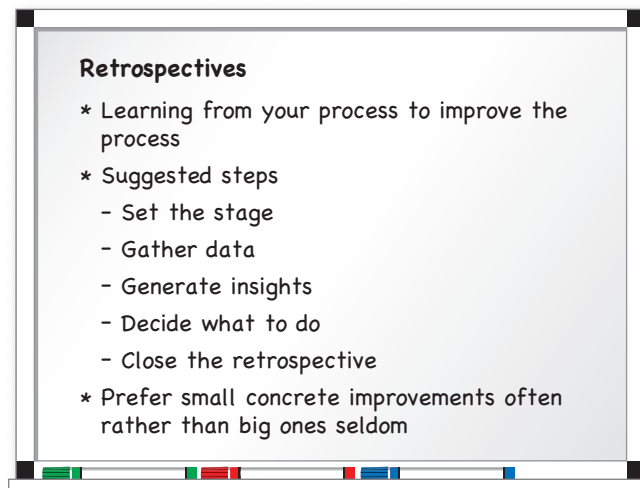 Retrospectives
* Learning from your process to improve the
process
* Suggested steps
– Set the stage
– Gather data
– Generate insights
– Decide what to do
– Close the retrospective
* Prefer small concrete improvements often
rather than big ones seldom